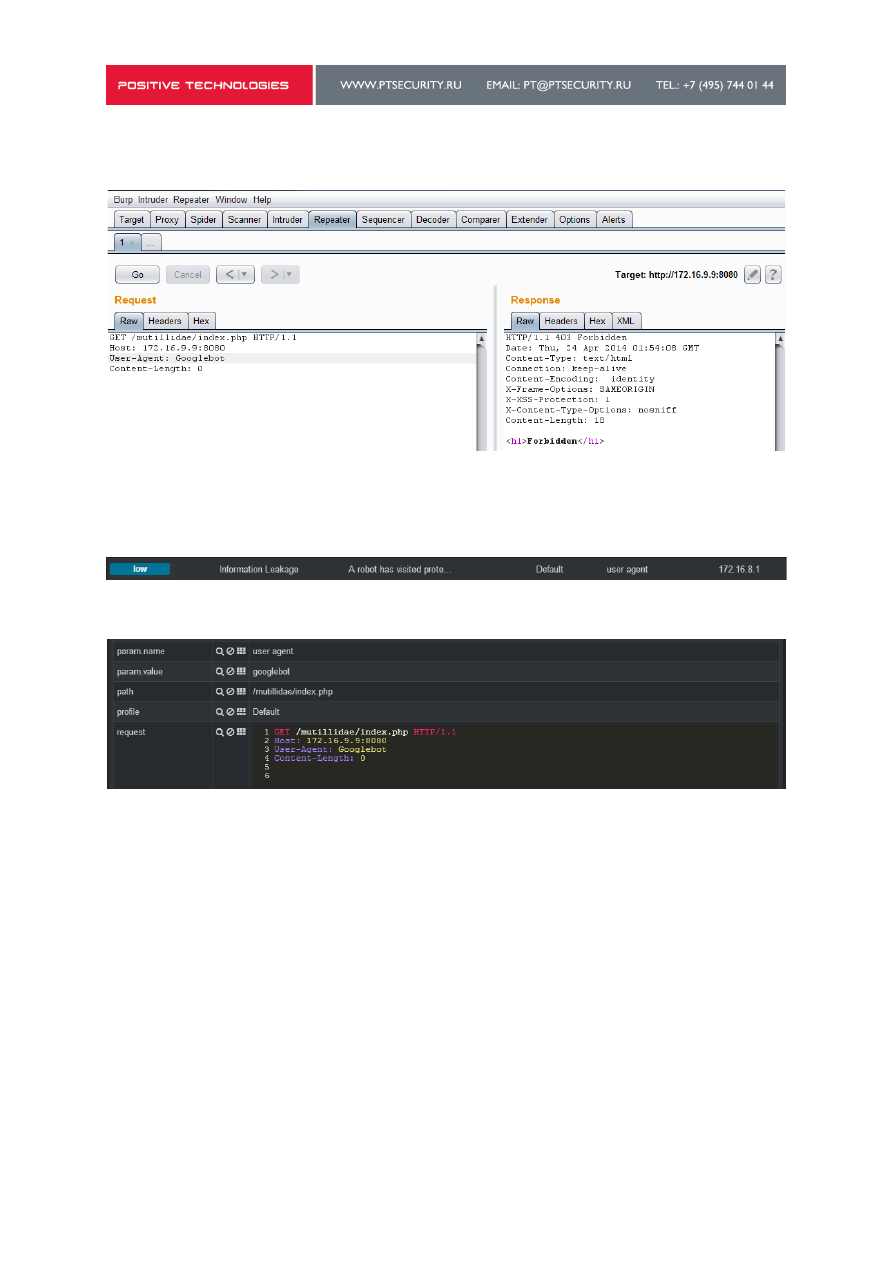 POSITIVE TECHNOLOGIES WWW.PTSECURITY.RU EMAIL: PT@PTSECURITY.RU TEL.: +7 (495) 744 01 44
Burp Intruder Repeater Window Help
Target Proxy Spider Scanner Intruder Repeater Sequencer Decoder Comparer Extender Options Alerts
1 × ...
Go Cancel < ▼ > ▼ Target: http://172.16.9.9:8080 ?
Request
Raw Headers Hex
GET /mutillidae/index.php HTTP/1.1
Host: 172.16.9.9:8080
User-Agent: Googlebot
Content-Length: 0
Response
Raw Headers Hex XML
HTTP/1.1 403 Forbidden
Date: Thu, 24 Apr 2014 01:54:08 GMT
Content-Type: text/html
Connection: keep-alive
Content-Encoding:  identity
X-Frame-Options: SAMEORIGIN
X-XSS-Protection: 1
X-Content-Type-Options: nosniff
Content-Length: 18
<h1>Forbidden</h1>
low Information Leakage A robot has visited prote... Default user agent 172.16.8.1
param.name user agent
param.value googlebot
path /mutillidae/index.php
profile Default
request 1 GET /mutillidae/index.php HTTP/1.1
2 Host: 172.16.9.9:8080
3 User-Agent: Googlebot
4 Content-Length: 0
5
6